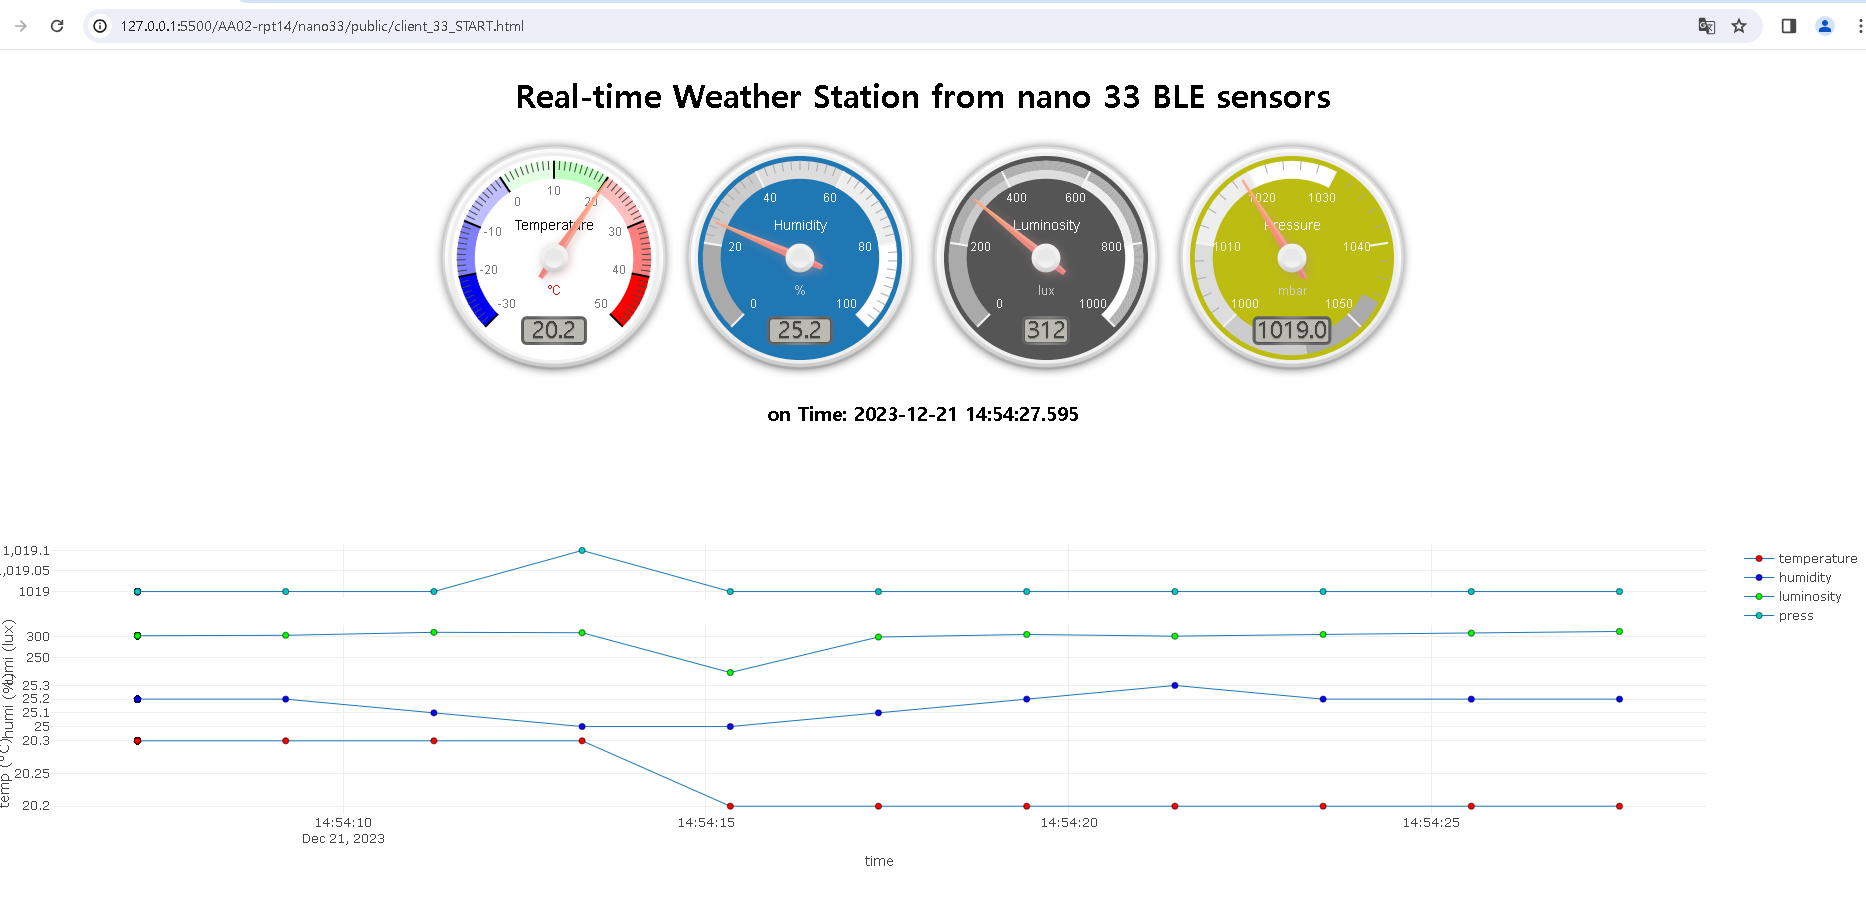 127.0.0.1:5500/AA02-rpt14/nano33/public/client_33_START.html
Real-time Weather Station from nano 33 BLE sensors
-30 -20 -10 0 10 20 30 40 50
Temperature
°C
20.2
0 20 40 60 80 100
Humidity
%
25.2
0 200 400 600 800 1000
Luminosity
lux
312
1000 1010 1020 1030 1040 1050
Pressure
mbar
1019.0
on Time: 2023-12-21 14:54:27.595
1,019.1
1,019.05
1019
300
250
25.3
25.2
25.1
25
20.3
20.25
20.2
lumi (lux)
humi (%)
temp (°C)
14:54:10 14:54:15 14:54:20 14:54:25
Dec 21, 2023
time
temperature
humidity
luminosity
press